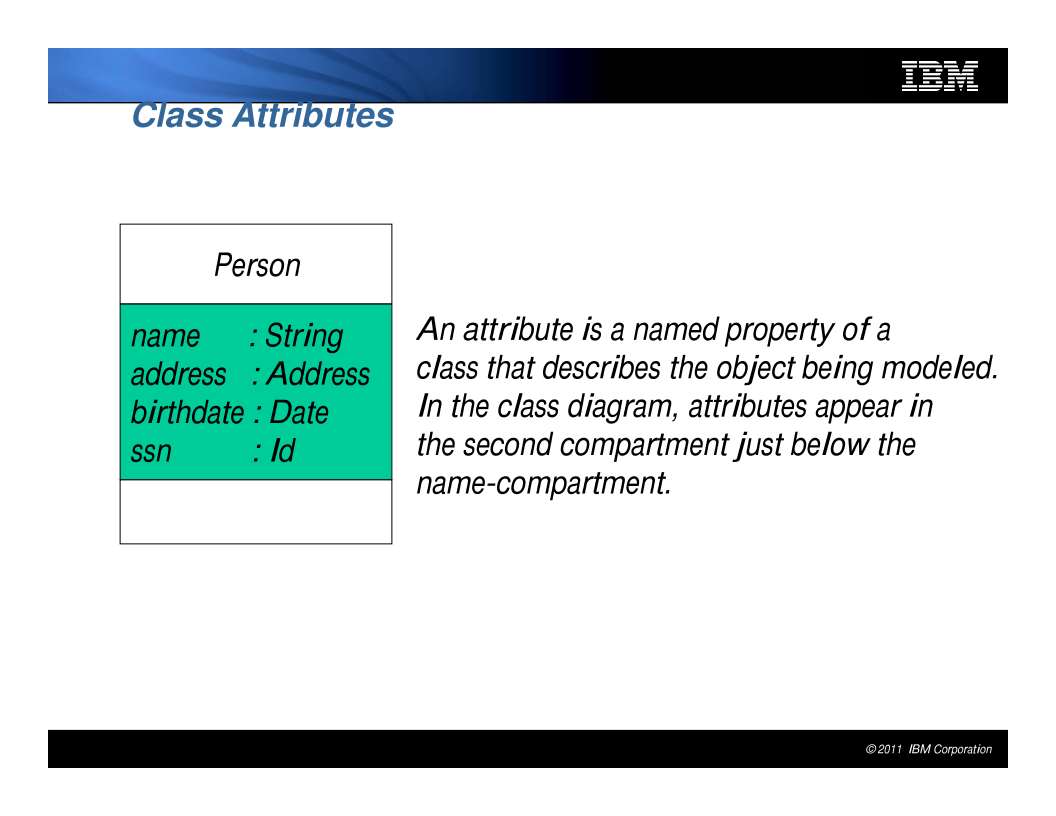 IBM
Class Attributes
Person
name : String
address : Address
birthdate : Date
ssn : Id
An attribute is a named property of a
class that describes the object being modeled.
In the class diagram, attributes appear in
the second compartment just below the
name-compartment.
© 2011 IBM Corporation